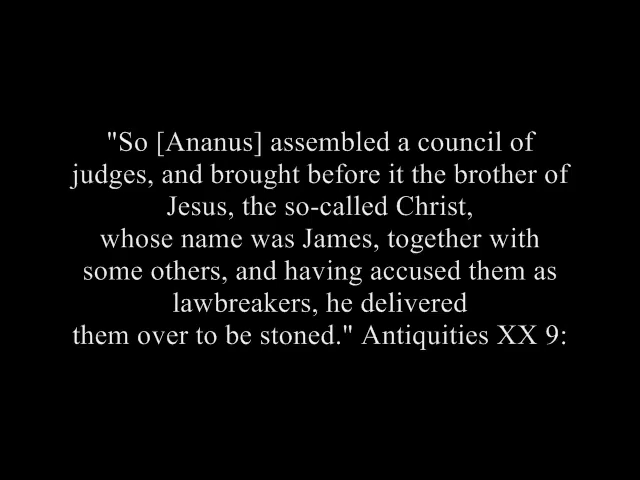 "So [Ananus] assembled a council of
judges, and brought before it the brother of
Jesus, the so-called Christ,
whose name was James, together with
some others, and having accused them as
lawbreakers, he delivered
them over to be stoned." Antiquities XX 9: